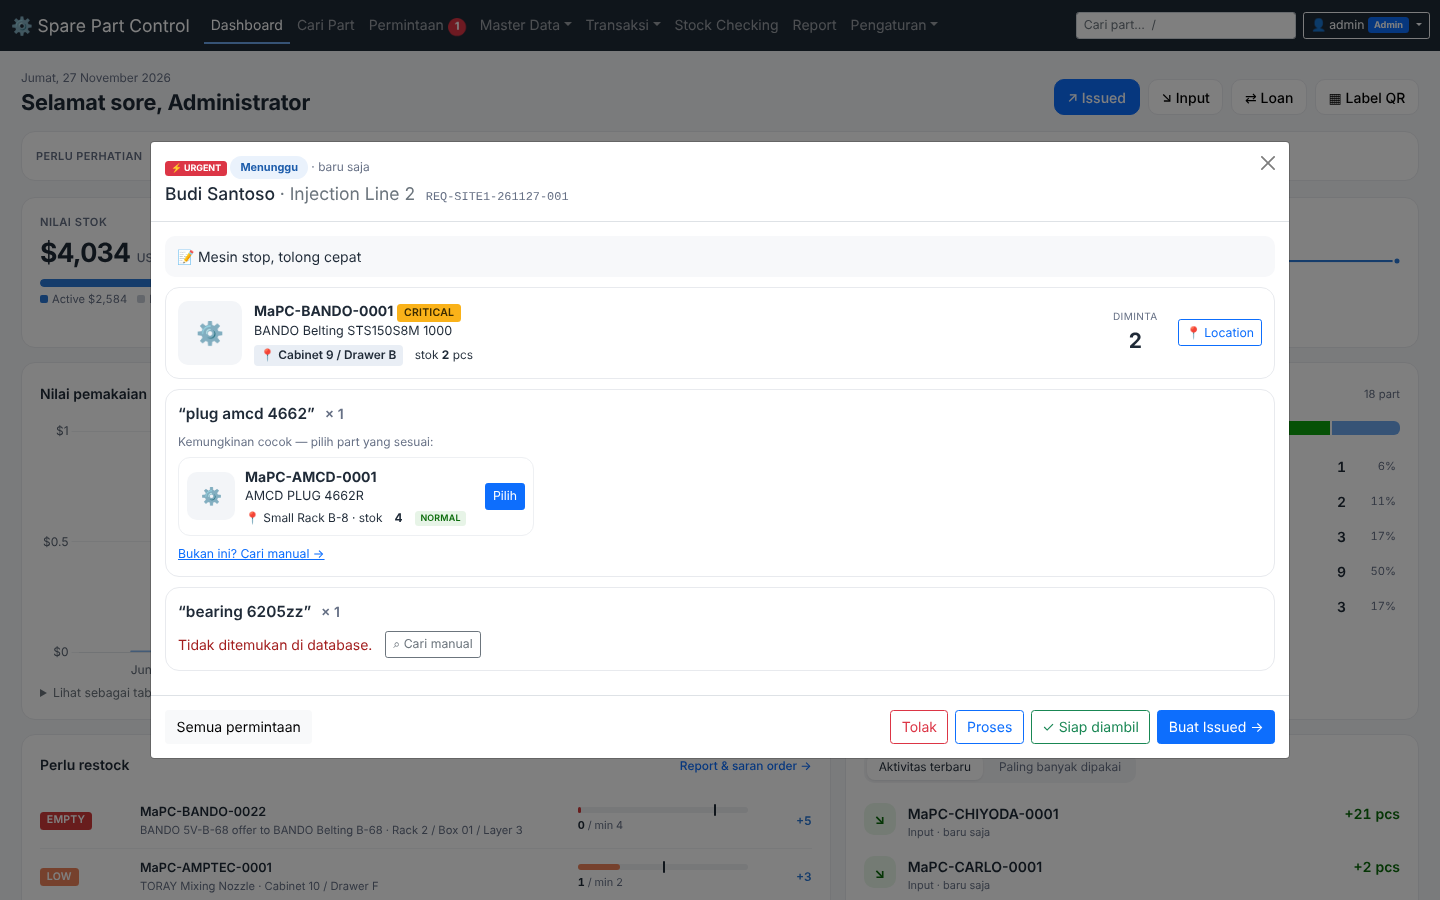 ⚙️ Spare Part Control Dashboard Cari Part Permintaan 1 Master Data Transaksi Stock Checking Report Pengaturan Cari part... / 👤 admin Admin
Jumat, 27 November 2026
Selamat sore, Administrator
↗ Issued ↘ Input ⇄ Loan ▦ Label QR
PERLU PERHATIAN
⚡ URGENT Menunggu · baru saja
Budi Santoso · Injection Line 2 REQ-SITE1-261127-001
📝 Mesin stop, tolong cepat
MaPC-BANDO-0001 CRITICAL
BANDO Belting STS150S8M 1000
📍 Cabinet 9 / Drawer B stok 2 pcs
DIMINTA
2
📍 Location
“plug amcd 4662” × 1
Kemungkinan cocok — pilih part yang sesuai:
MaPC-AMCD-0001
AMCD PLUG 4662R
📍 Small Rack B-8 · stok 4 NORMAL
Pilih
Bukan ini? Cari manual →
“bearing 6205zz” × 1
Tidak ditemukan di database. ⌕ Cari manual
Semua permintaan Tolak Proses ✓ Siap diambil Buat Issued →
NILAI STOK
$4,034
Active $2,584
Nilai pemakaian
$1
$0.5
$0
Jun
▶ Lihat sebagai tab
18 part
1 6%
2 11%
3 17%
9 50%
3 17%
Perlu restock Report & saran order →
EMPTY MaPC-BANDO-0022
BANDO 5V-B-68 offer to BANDO Belting B-68 · Rack 2 / Box 01 / Layer 3
0 / min 4 +5
LOW MaPC-AMPTEC-0001
TORAY Mixing Nozzle · Cabinet 10 / Drawer F
1 / min 2 +3
Aktivitas terbaru Paling banyak dipakai
↘ MaPC-CHIYODA-0001 +21 pcs
Input · baru saja
↘ MaPC-CARLO-0001 +2 pcs
Input · baru saja